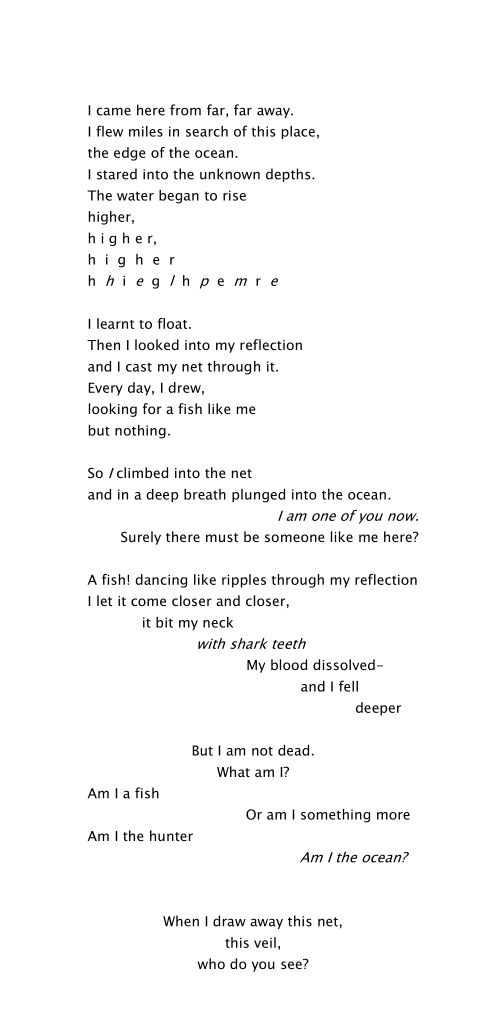 I came here from far, far away.
I flew miles in search of this place,
the edge of the ocean.
I stared into the unknown depths.
The water began to rise
higher,
h i g h e r,
h i g h e r
h h i e g l h p e m r e
I learnt to float.
Then I looked into my reflection
and I cast my net through it.
Every day, I drew,
looking for a fish like me
but nothing.
So I climbed into the net
and in a deep breath plunged into the ocean.
I am one of you now.
Surely there must be someone like me here?
A fish! dancing like ripples through my reflection
I let it come closer and closer,
it bit my neck
with shark teeth
My blood dissolved-
and I fell
deeper
But I am not dead.
What am I?
Am I a fish
Or am I something more
Am I the hunter
Am I the ocean?
When I draw away this net,
this veil,
who do you see?